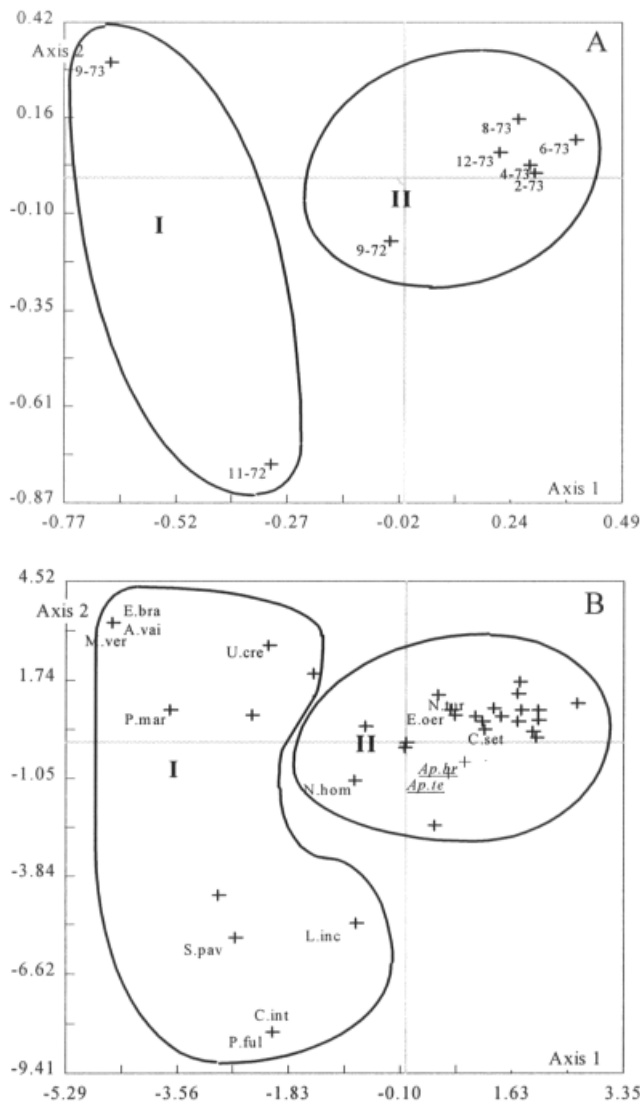 0.42
A
Axis 2
9-73
0.16
8-73
6-73
12-73
4-73
2-73
-0.10
I
II
9-72
-0.35
-0.61
11-72
-0.87
Axis 1
-0.77 -0.52 -0.27 -0.02 0.24 0.49
4.52
B
Axis 2
E.bra
A.vai
M.ver
U.cre
1.74
P.mar
N.tur
E.oer
C.set
I
II
-1.05
N.hom
Ap.br
Ap.te
-3.84
S.pav
L.inc
-6.62
C.int
P.ful
-9.41
Axis 1
-5.29 -3.56 -1.83 -0.10 1.63 3.35